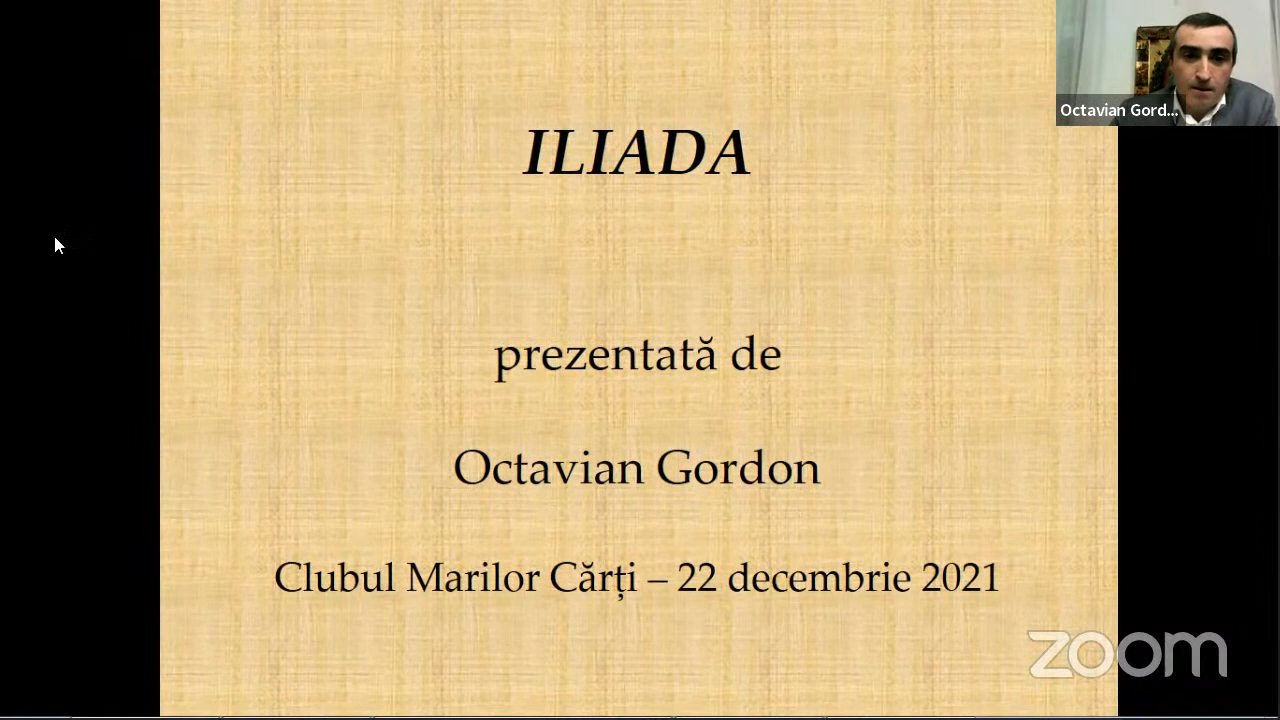 ILIADA
Octavian Gord...
prezentată de
Octavian Gordon
Clubul Marilor Cărți – 22 decembrie 2021
zoom